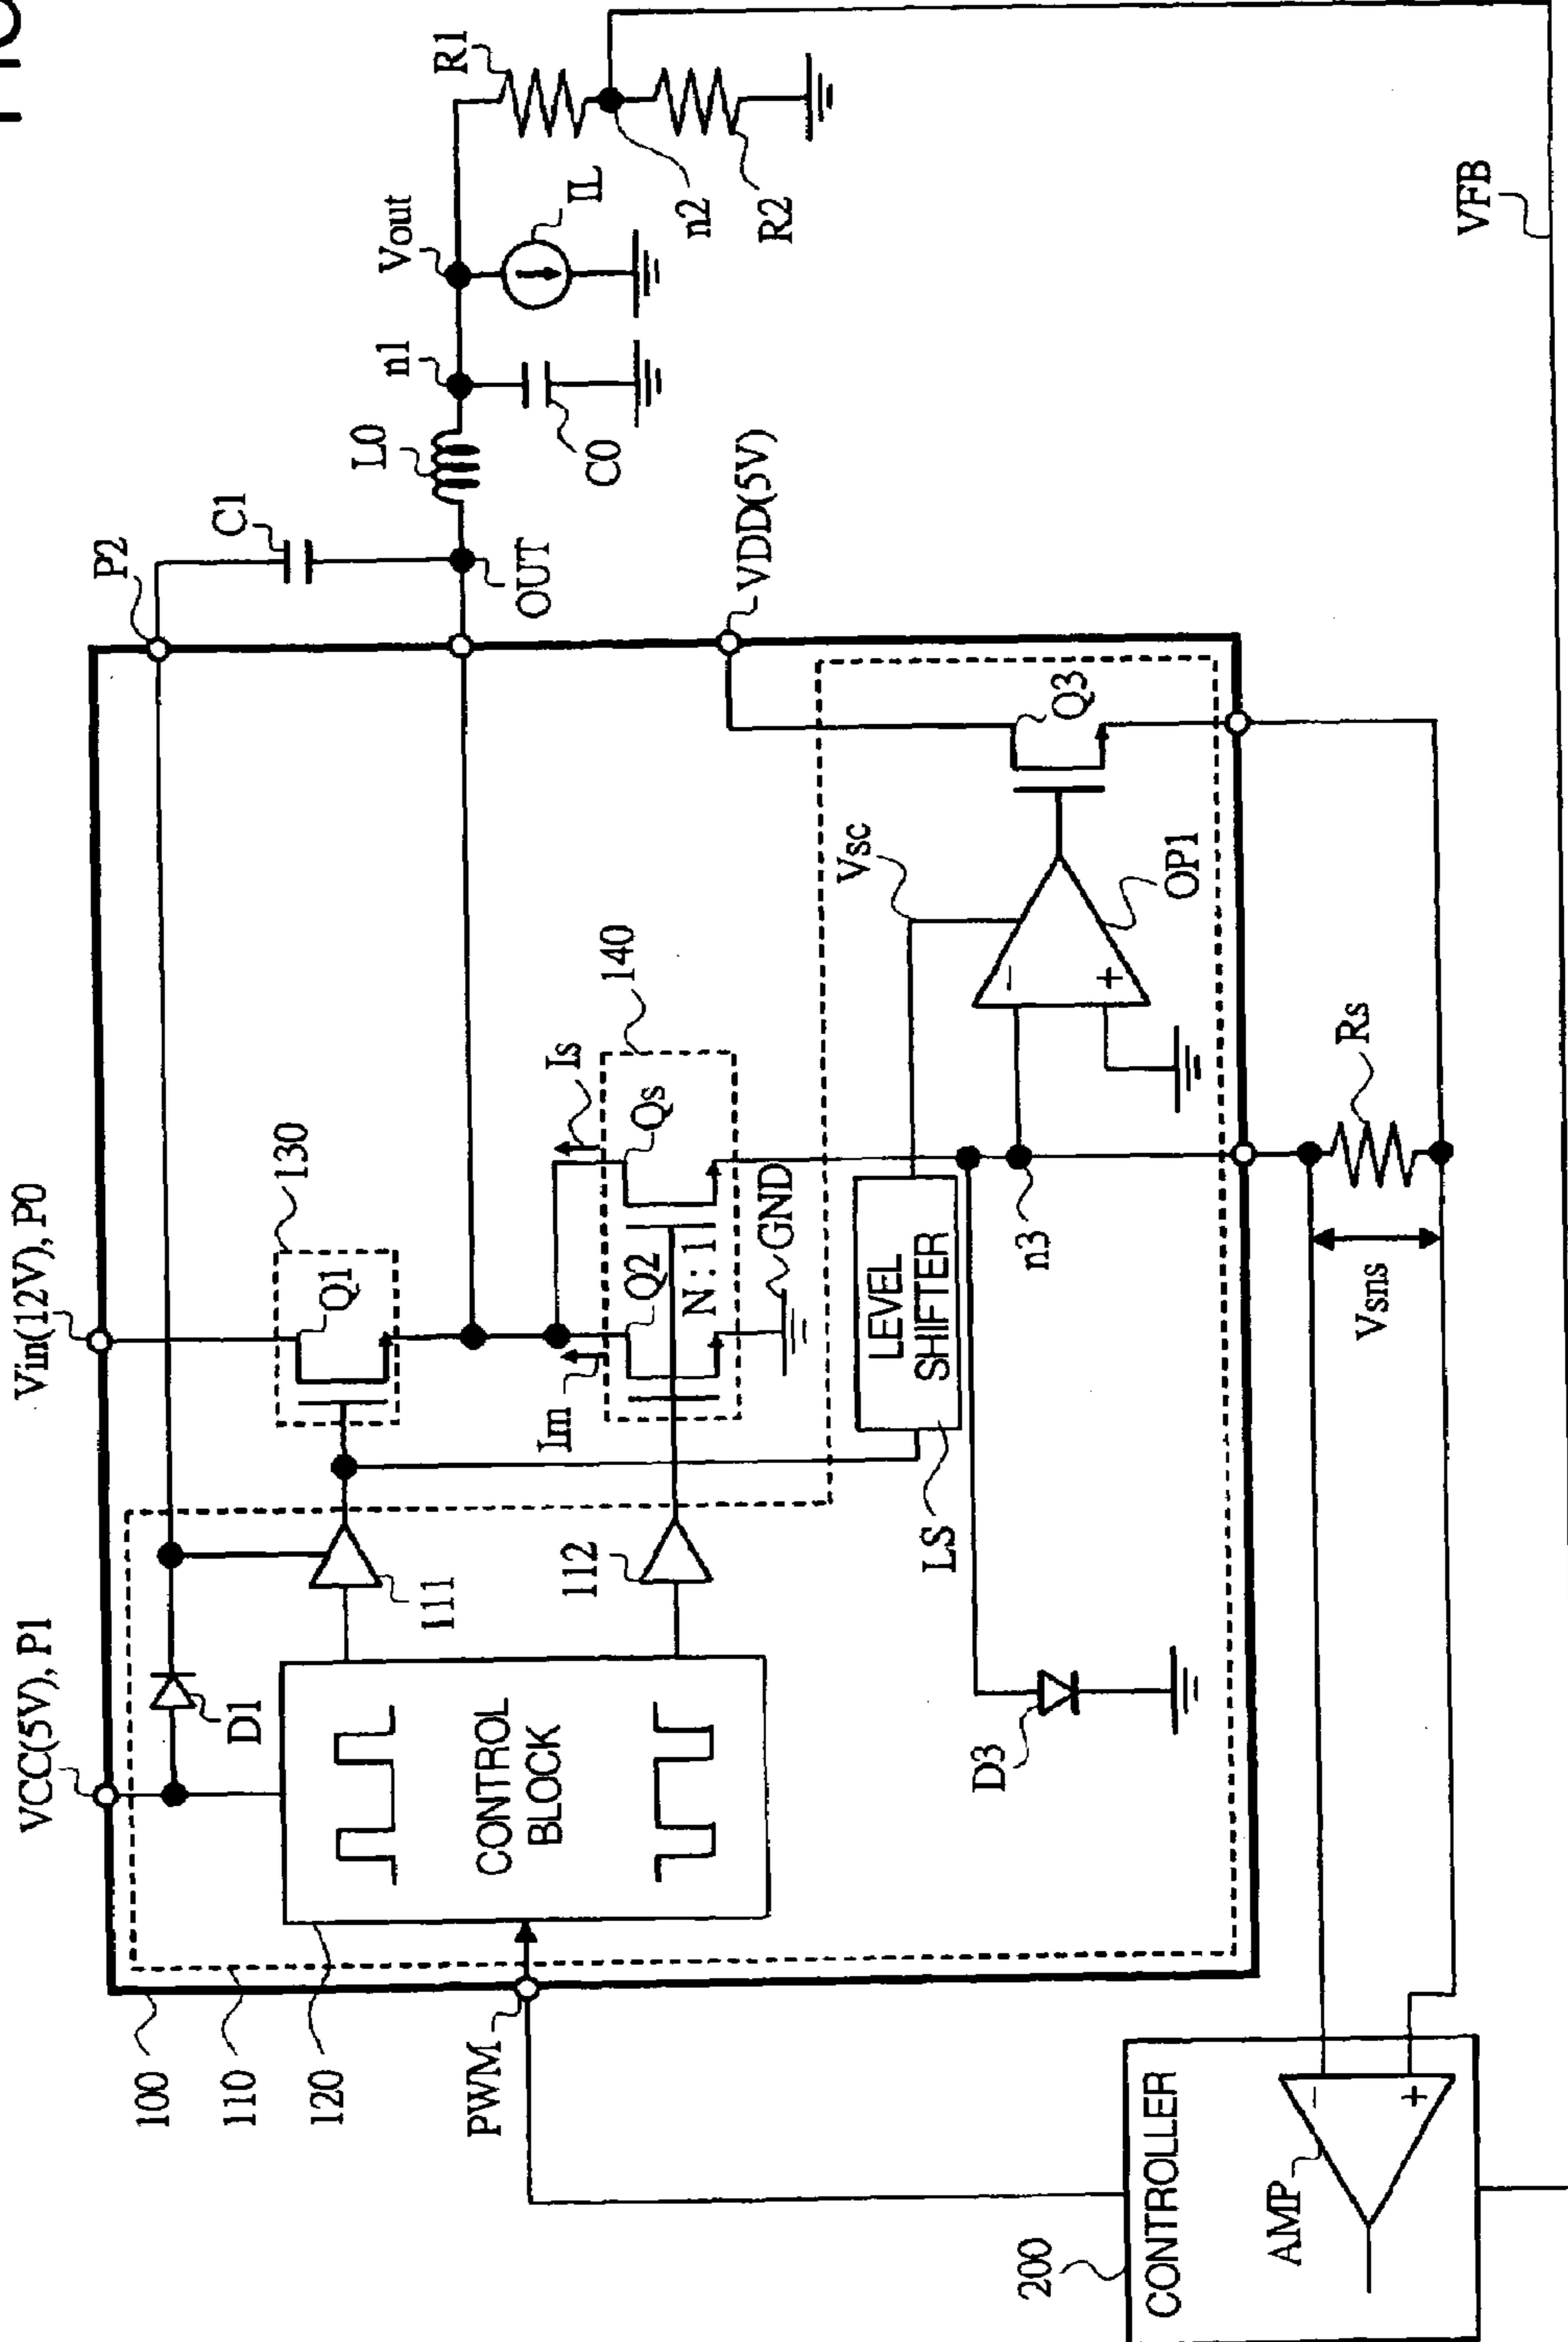 FIG
Vin(12V), P0
VCC(5V), P1
P2
C1
L0
n1
Vout
R1
IL
n2
R2
C0
OUT
VDD(5V)
VFB
130
Q1
D1
111
112
100
110
120
CONTROL
BLOCK
PWM
Im
Is
140
Q2
Qs
N : 1
GND
LEVEL
SHIFTER
LS
Vsc
Q3
OP1
-
+
n3
D3
Rs
Vsns
200
CONTROLLER
AMP
-
+